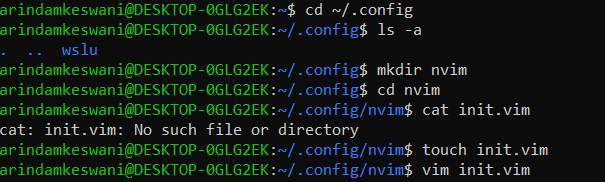 arindamkeswani@DESKTOP-0GLG2EK:~$ cd ~/.config
arindamkeswani@DESKTOP-0GLG2EK:~/.config$ ls -a
.  ..  wslu
arindamkeswani@DESKTOP-0GLG2EK:~/.config$ mkdir nvim
arindamkeswani@DESKTOP-0GLG2EK:~/.config$ cd nvim
arindamkeswani@DESKTOP-0GLG2EK:~/.config/nvim$ cat init.vim
cat: init.vim: No such file or directory
arindamkeswani@DESKTOP-0GLG2EK:~/.config/nvim$ touch init.vim
arindamkeswani@DESKTOP-0GLG2EK:~/.config/nvim$ vim init.vim